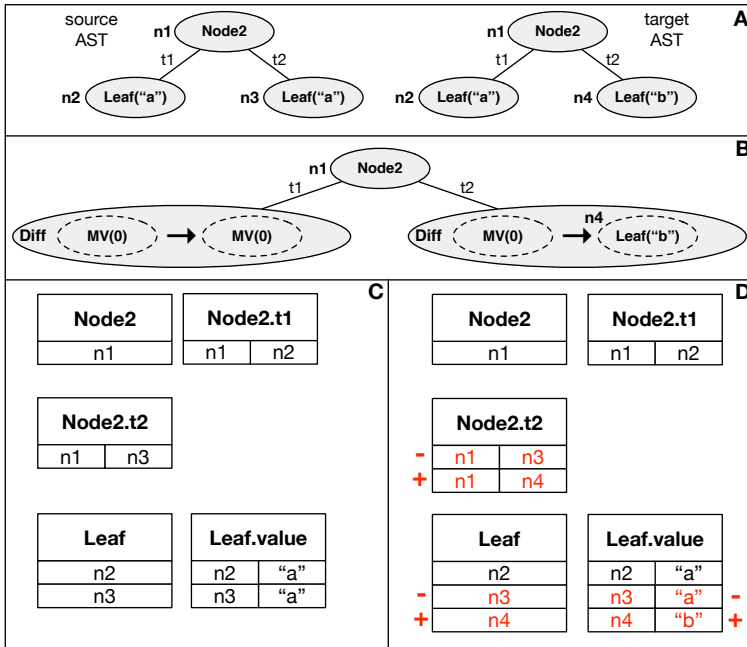 source
AST
n1
Node2
t1
t2
n2
Leaf(“a”)
n3
Leaf(“a”)
target
AST
A
n1
Node2
t1
t2
n2
Leaf(“a”)
n4
Leaf(“b”)
B
n1
Node2
t1
t2
Diff
MV(0)
MV(0)
Diff
MV(0)
n4
Leaf(“b”)
C
Node2
n1
Node2.t1
n1 n2
Node2.t2
n1 n3
Leaf
n2
n3
Leaf.value
n2 “a”
n3 “a”
D
Node2
n1
Node2.t1
n1 n2
Node2.t2
- n1 n3
+ n1 n4
Leaf
n2
- n3
+ n4
Leaf.value
n2 “a”
n3 “a” -
n4 “b” +